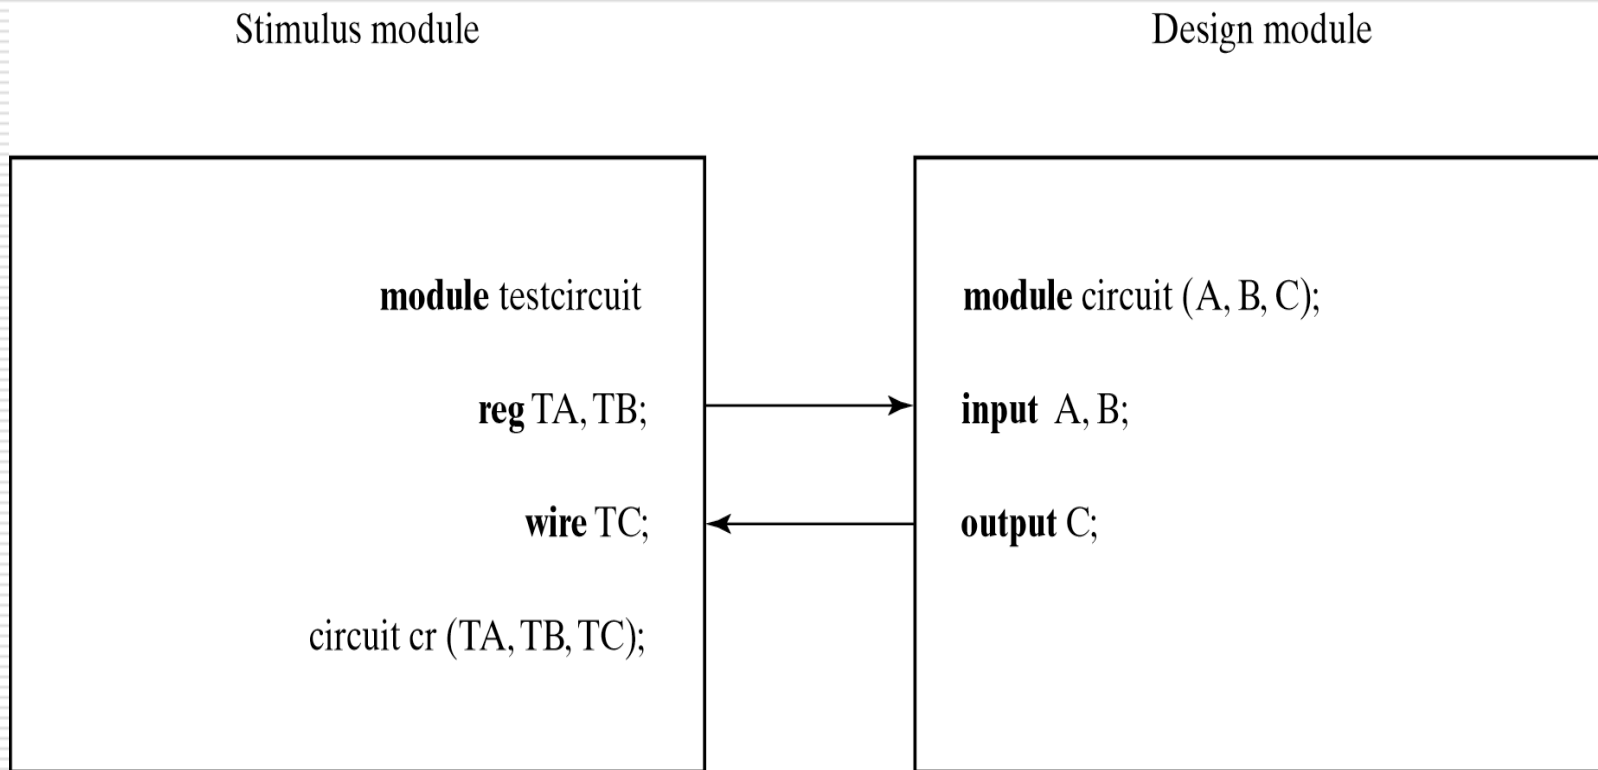 Stimulus module
Design module
module testcircuit
reg TA, TB;
wire TC;
circuit cr (TA, TB, TC);
module circuit (A, B, C);
input A, B;
output C;